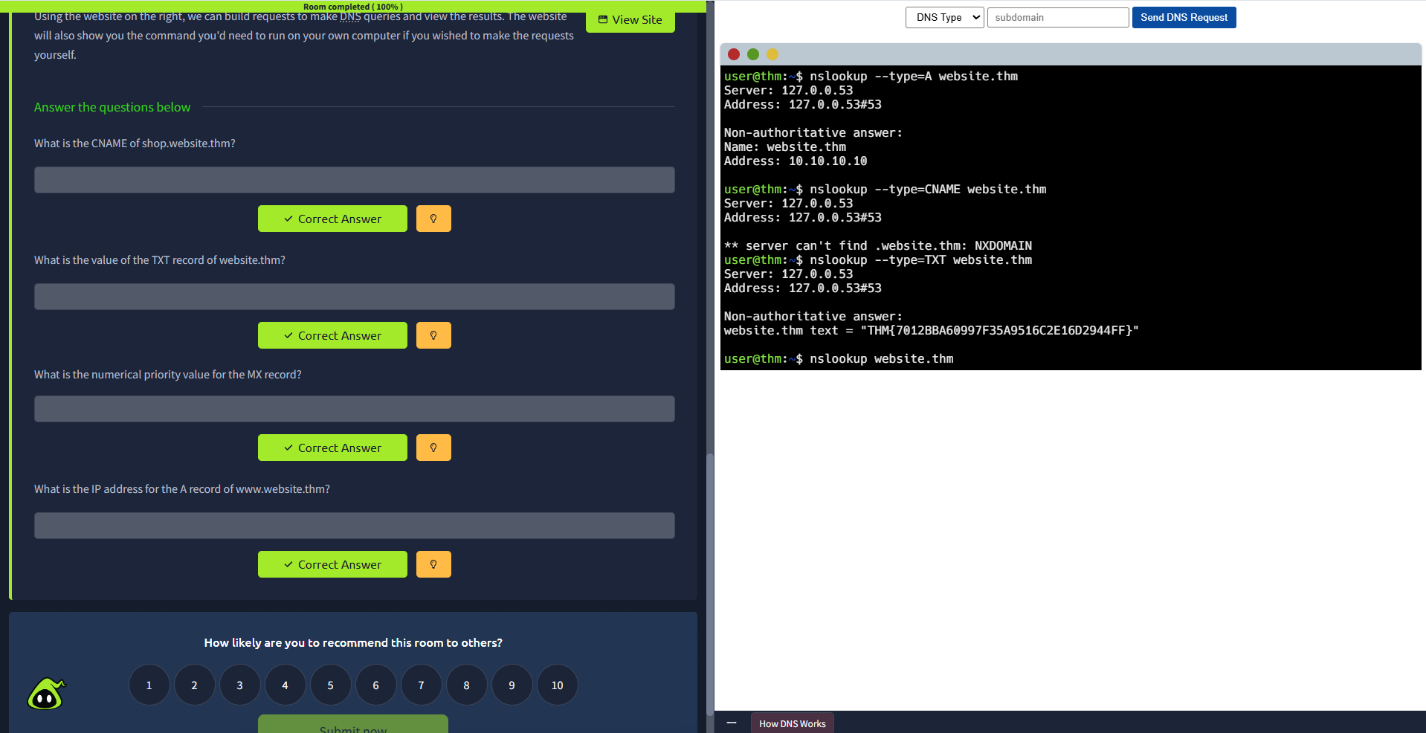 Room completed ( 100% )
Using the website on the right, we can build requests to make DNS queries and view the results. The website
will also show you the command you'd need to run on your own computer if you wished to make the requests
yourself.
View Site
Answer the questions below
What is the CNAME of shop.website.thm?
Correct Answer
What is the value of the TXT record of website.thm?
Correct Answer
What is the numerical priority value for the MX record?
Correct Answer
What is the IP address for the A record of www.website.thm?
Correct Answer
How likely are you to recommend this room to others?
1 2 3 4 5 6 7 8 9 10
Submit now
DNS Type subdomain Send DNS Request
user@thm:~$ nslookup --type=A website.thm
Server: 127.0.0.53
Address: 127.0.0.53#53
Non-authoritative answer:
Name: website.thm
Address: 10.10.10.10
user@thm:~$ nslookup --type=CNAME website.thm
Server: 127.0.0.53
Address: 127.0.0.53#53
** server can't find .website.thm: NXDOMAIN
user@thm:~$ nslookup --type=TXT website.thm
Server: 127.0.0.53
Address: 127.0.0.53#53
Non-authoritative answer:
website.thm text = "THM{7012BBA60997F35A9516C2E16D2944FF}"
user@thm:~$ nslookup website.thm
How DNS Works